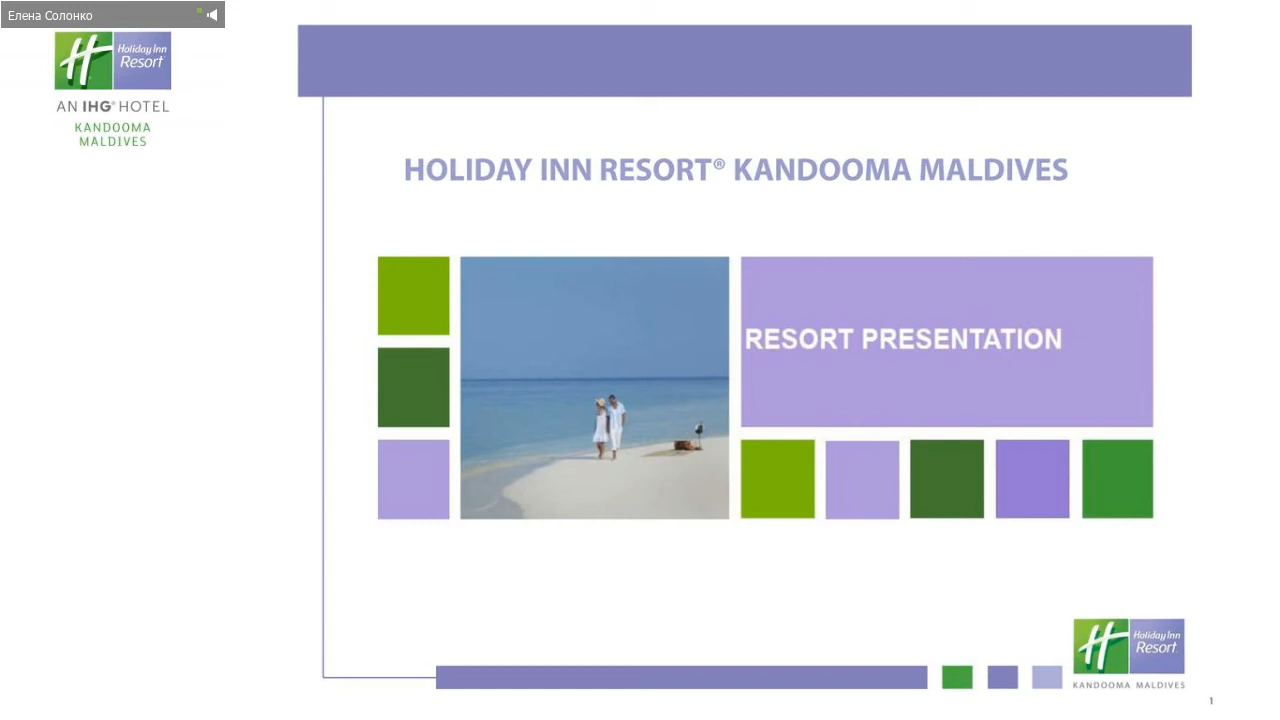 Елена Солонко
Holiday Inn
Resort
AN IHG® HOTEL
KANDOOMA
MALDIVES
HOLIDAY INN RESORT® KANDOOMA MALDIVES
RESORT PRESENTATION
Holiday Inn
Resort
KANDOOMA MALDIVES
1